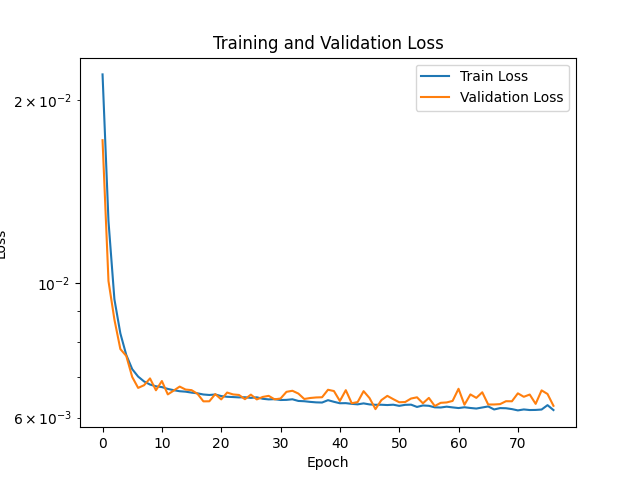 Training and Validation Loss
Train Loss
Validation Loss
2 × 10⁻²
10⁻²
6 × 10⁻³
Loss
0 10 20 30 40 50 60 70
Epoch